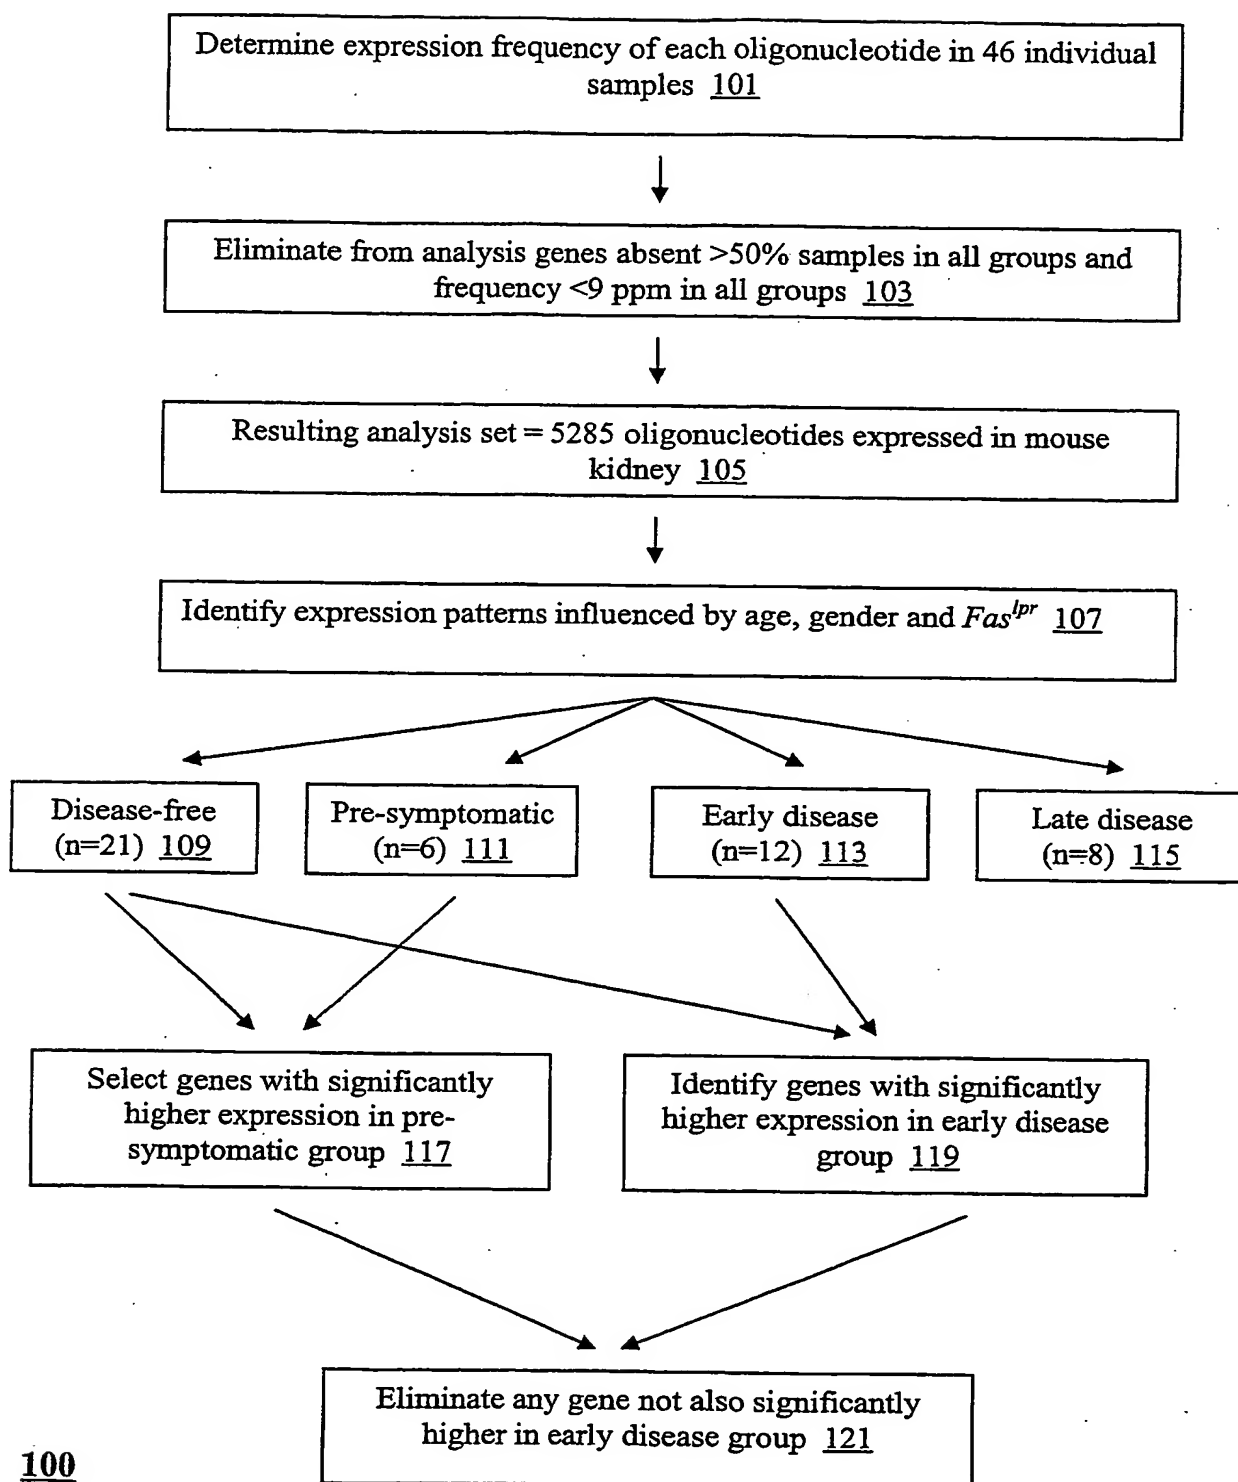 Determine expression frequency of each oligonucleotide in 46 individual
samples 101
Eliminate from analysis genes absent >50% samples in all groups and
frequency <9 ppm in all groups 103
Resulting analysis set = 5285 oligonucleotides expressed in mouse
kidney 105
Identify expression patterns influenced by age, gender and Fas^lpr 107
Disease-free
(n=21) 109
Pre-symptomatic
(n=6) 111
Early disease
(n=12) 113
Late disease
(n=8) 115
Select genes with significantly
higher expression in pre-
symptomatic group 117
Identify genes with significantly
higher expression in early disease
group 119
Eliminate any gene not also significantly
higher in early disease group 121
100